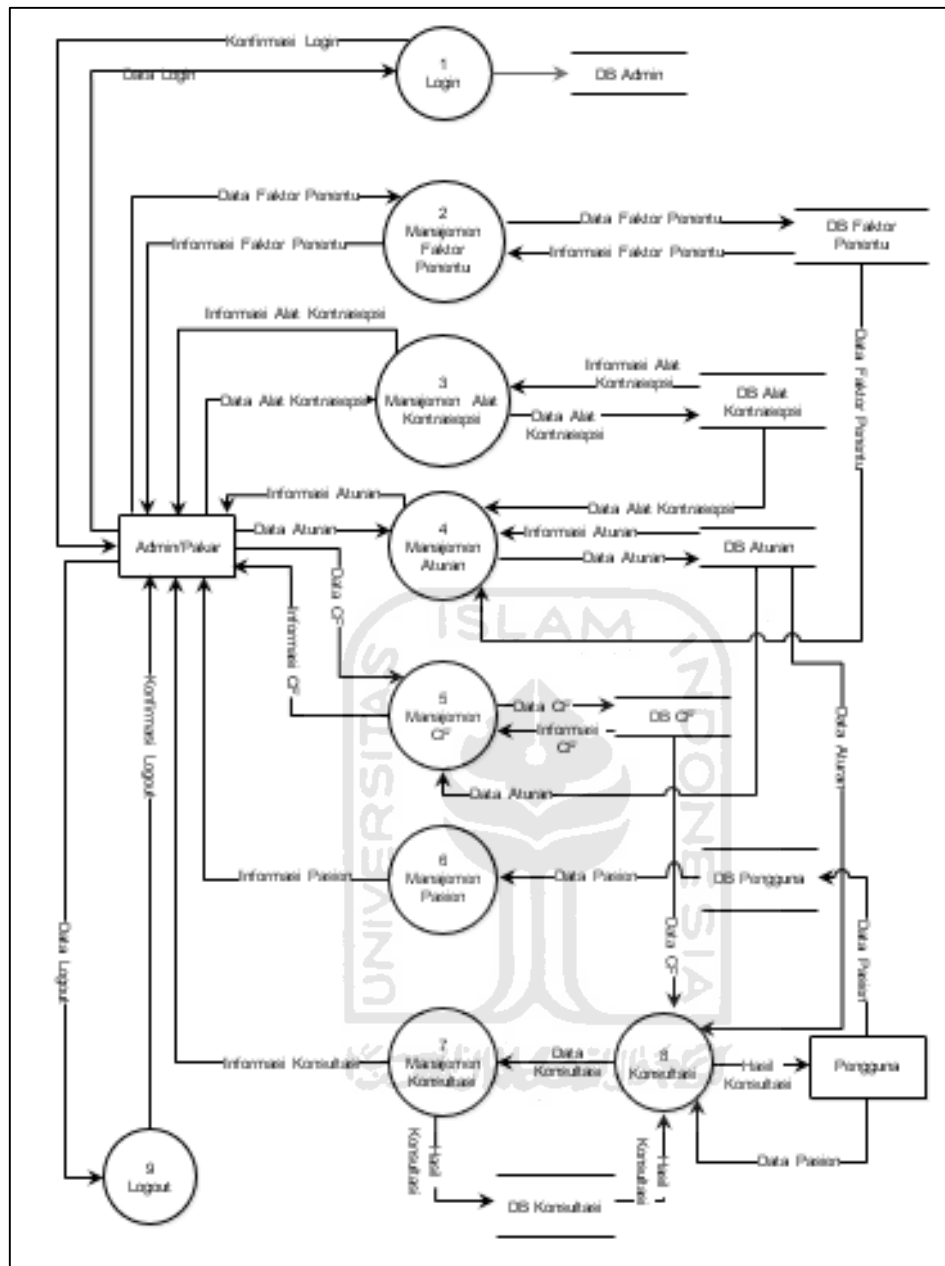 Konfirmasi Login
Data Login
1
Login
DB Admin
Data Faktor Penentu
Informasi Faktor Penentu
2
Manajemen
Faktor
Penentu
Data Faktor Penentu
Informasi Faktor Penentu
DB Faktor
Penentu
Data Faktor Penentu
Informasi Alat Kontrasepsi
Data Alat Kontrasepsi
3
Manajemen Alat
Kontrasepsi
Informasi Alat
Kontrasepsi
Data Alat
Kontrasepsi
DB Alat
Kontrasepsi
Data Alat Kontrasepsi
Informasi Aturan
Data Aturan
4
Manajemen
Aturan
Informasi Aturan
Data Aturan
DB Aturan
Admin/Pakar
Data CF
Informasi CF
5
Manajemen
CF
Data CF
Informasi
CF
DB CF
Data Aturan
Data Aturan
Konfirmasi Logout
Data Logout
Informasi Pasien
6
Manajemen
Pasien
Data Pasien
DB Pengguna
Data Pasien
Data CF
Informasi Konsultasi
7
Manajemen
Konsultasi
Data
Konsultasi
8
Konsultasi
Hasil
Konsultasi
Pengguna
Data Pasien
Hasil
Konsultasi
DB Konsultasi
Hasil
Konsultasi
9
Logout
UNIVERSITAS
ISLAM
INDONESIA